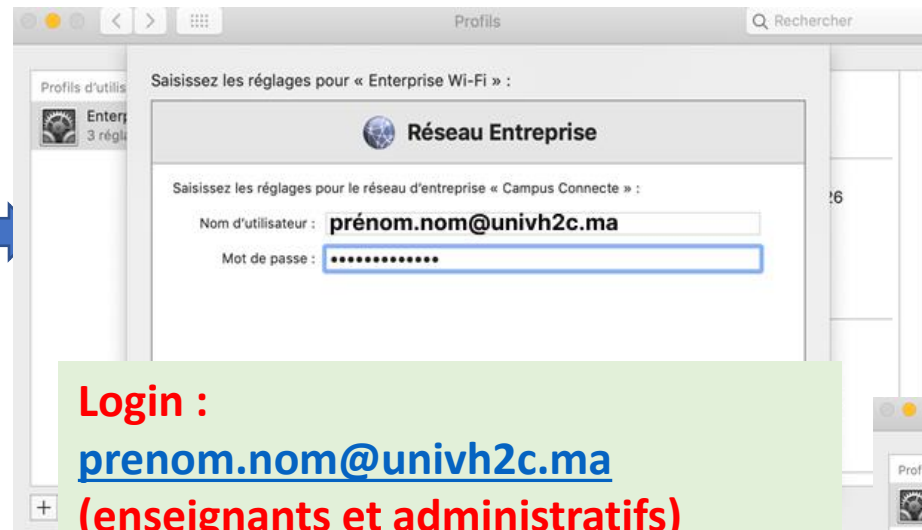 Profils
Rechercher
Profils d'utilis
Saisissez les réglages pour « Enterprise Wi-Fi » :
Enterp
3 régla
Réseau Entreprise
Saisissez les réglages pour le réseau d'entreprise « Campus Connecte » :
26
Nom d'utilisateur : prénom.nom@univh2c.ma
Mot de passe : •••••••••••••
Login :
prenom.nom@univh2c.ma
(enseignants et administratifs)
Prof